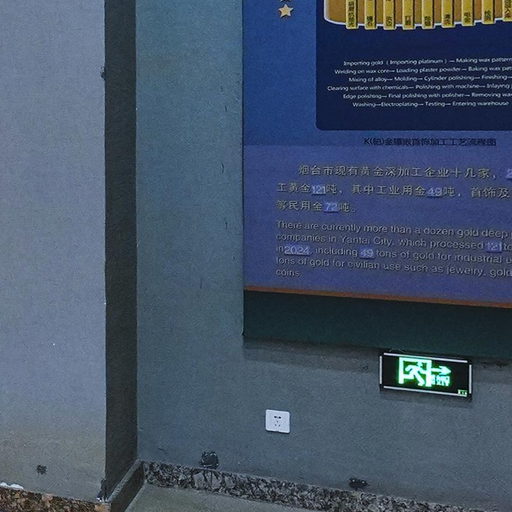 Importing gold ( Importing platinum )→ Making wax pattern
Welding on wax core→ Loading plaster powder→ Baking wax
Mixing of alloy→ Molding→ Cylinder polishing→ Finishing→
Clearing surface with chemicals→ Polishing with machine→ Inlaying
Edge polishing→ Final polishing with polisher→ Removing wax
Washing→Electroplating→ Testing→ Entering warehouse
K(铂)金镶嵌首饰加工工艺流程图
烟台市现有黄金深加工企业十几家，
工黄金121吨，其中工业用金49吨，首饰及
等民用金72吨。
There are currently more than a dozen gold deep
companies in Yantai City, which processed 121
in 2024, including 49 tons of gold for industrial
tons of gold for civilian use such as jewelry, gold
coins.